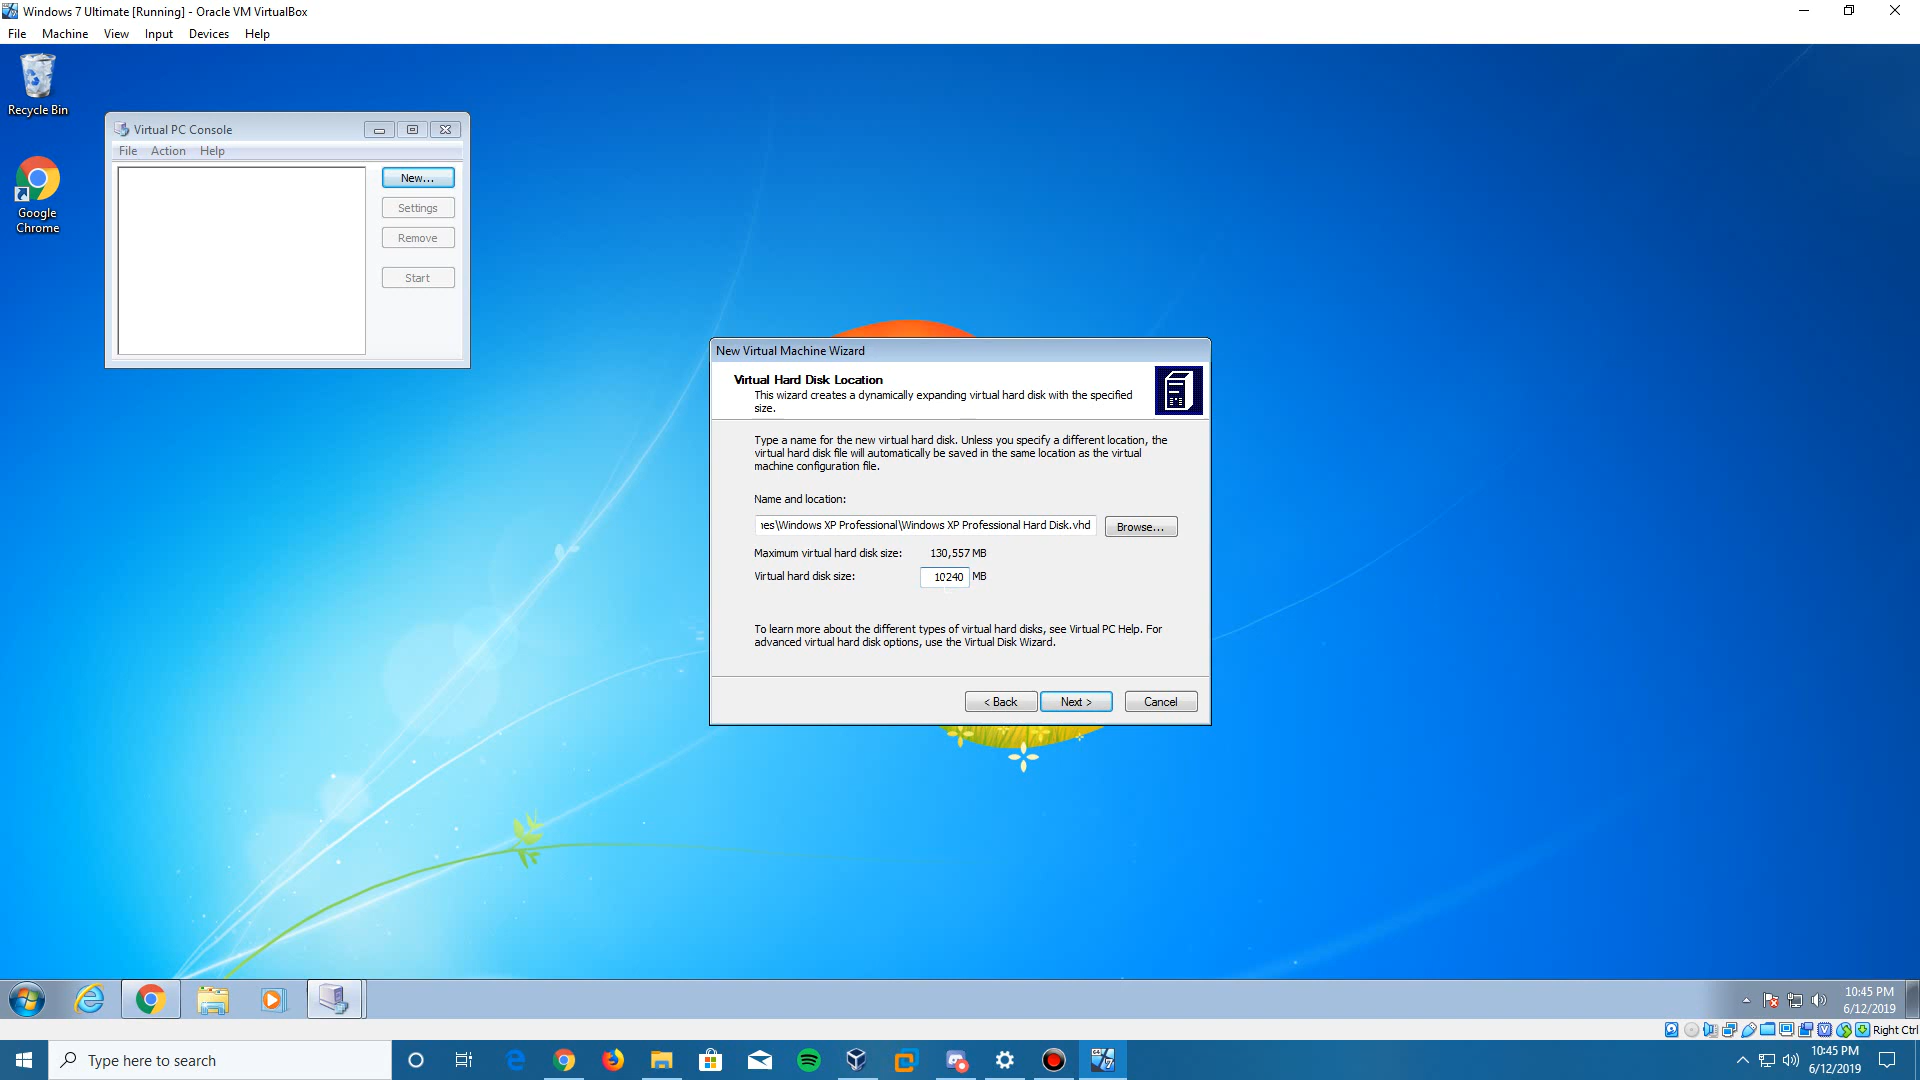 Windows 7 Ultimate [Running] - Oracle VM VirtualBox
File Machine View Input Devices Help
Recycle Bin
Google
Chrome
Virtual PC Console
File Action Help
New...
Settings
Remove
Start
New Virtual Machine Wizard
Virtual Hard Disk Location
This wizard creates a dynamically expanding virtual hard disk with the specified
size.
Type a name for the new virtual hard disk. Unless you specify a different location, the
virtual hard disk file will automatically be saved in the same location as the virtual
machine configuration file.
Name and location:
nes\Windows XP Professional\Windows XP Professional Hard Disk.vhd
Browse...
Maximum virtual hard disk size: 130,557 MB
Virtual hard disk size: 10240 MB
To learn more about the different types of virtual hard disks, see Virtual PC Help. For
advanced virtual hard disk options, use the Virtual Disk Wizard.
< Back Next > Cancel
10:45 PM
6/12/2019
Right Ctrl
Type here to search
10:45 PM
6/12/2019